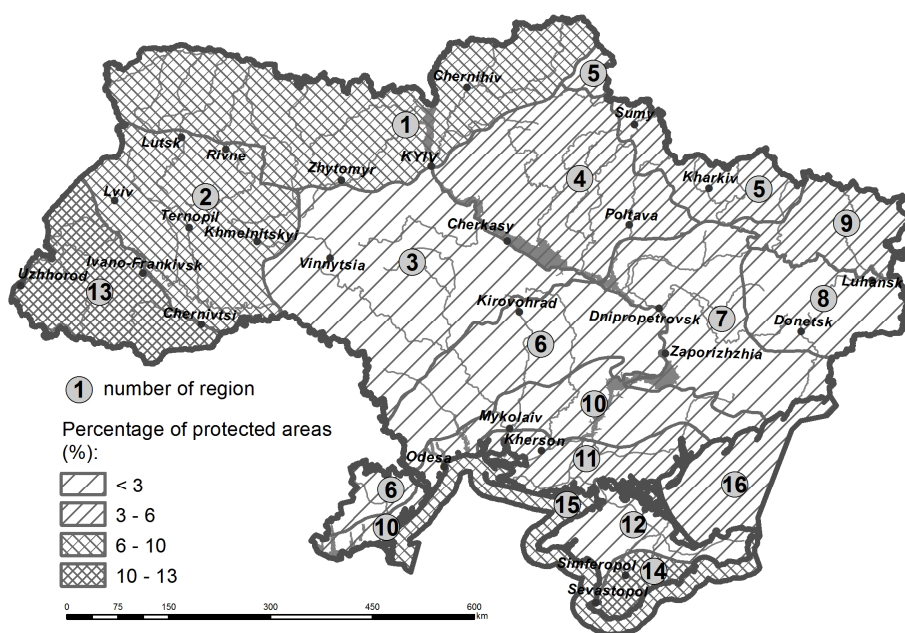 Chernihiv
5
Sumy
1
KYIV
Lutsk
Rivne
Zhytomyr
4
Kharkiv
5
2
Lviv
Ternopil
Khmelnitskyi
Cherkasy
Poltava
9
Vinnytsia
3
Ivano-Frankivsk
Uzhhorod
13
Luhansk
8
Kirovohrad
Dnipropetrovsk
7
Donetsk
Chernivtsi
6
Zaporizhzhia
10
Mykolaiv
Kherson
Odesa
11
16
6
15
10
12
Simferopol
14
Sevastopol
1 number of region
Percentage of protected areas
(%):
< 3
3 - 6
6 - 10
10 - 13
0 75 150 300 450 600
km